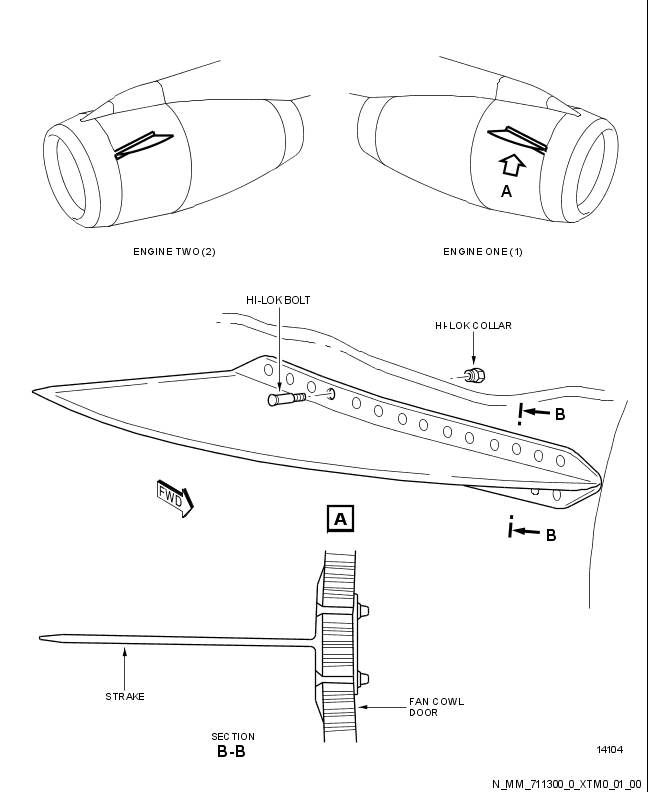 ENGINE TWO (2)
ENGINE ONE (1)
A
HI-LOK BOLT
HI-LOK COLLAR
B
FWD
A
B
STRAKE
FAN COWL
DOOR
SECTION
B-B
14104
N_MM_711300_0_XTM0_01_00